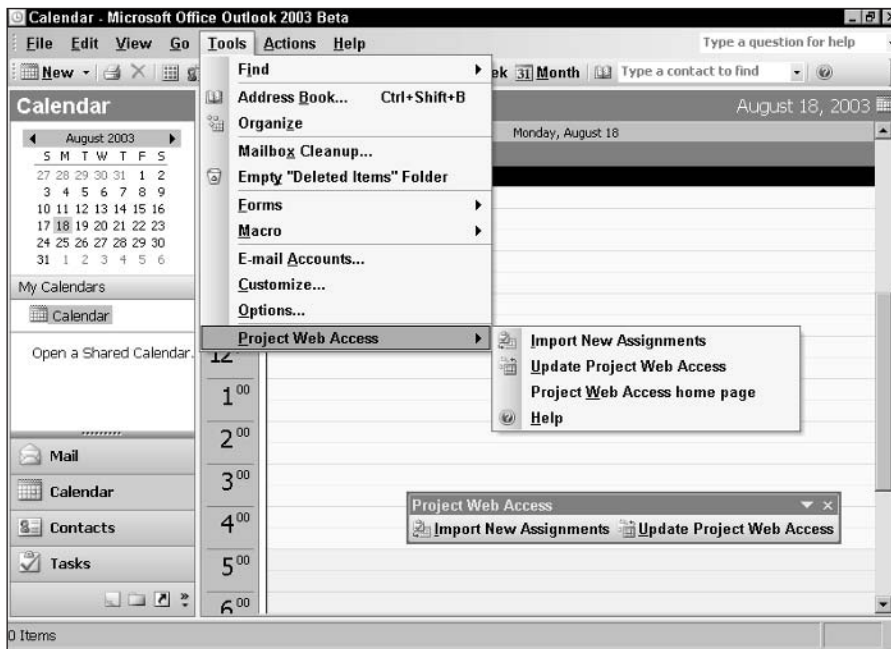 Calendar - Microsoft Office Outlook 2003 Beta
File Edit View Go Tools Actions Help Type a question for help
New ek 31 Month Type a contact to find
Calendar August 18, 2003
August 2003
S M T W T F S
27 28 29 30 31 1 2
3 4 5 6 7 8 9
10 11 12 13 14 15 16
17 18 19 20 21 22 23
24 25 26 27 28 29 30
31 1 2 3 4 5 6
My Calendars
Calendar
Open a Shared Calendar.
Mail
Calendar
Contacts
Tasks
Find
Address Book... Ctrl+Shift+B
Organize
Mailbox Cleanup...
Empty "Deleted Items" Folder
Forms
Macro
E-mail Accounts...
Customize...
Options...
Project Web Access
Import New Assignments
Update Project Web Access
Project Web Access home page
Help
Monday, August 18
12
1 00
2 00
3 00
4 00
5 00
6 00
Project Web Access
Import New Assignments Update Project Web Access
0 Items